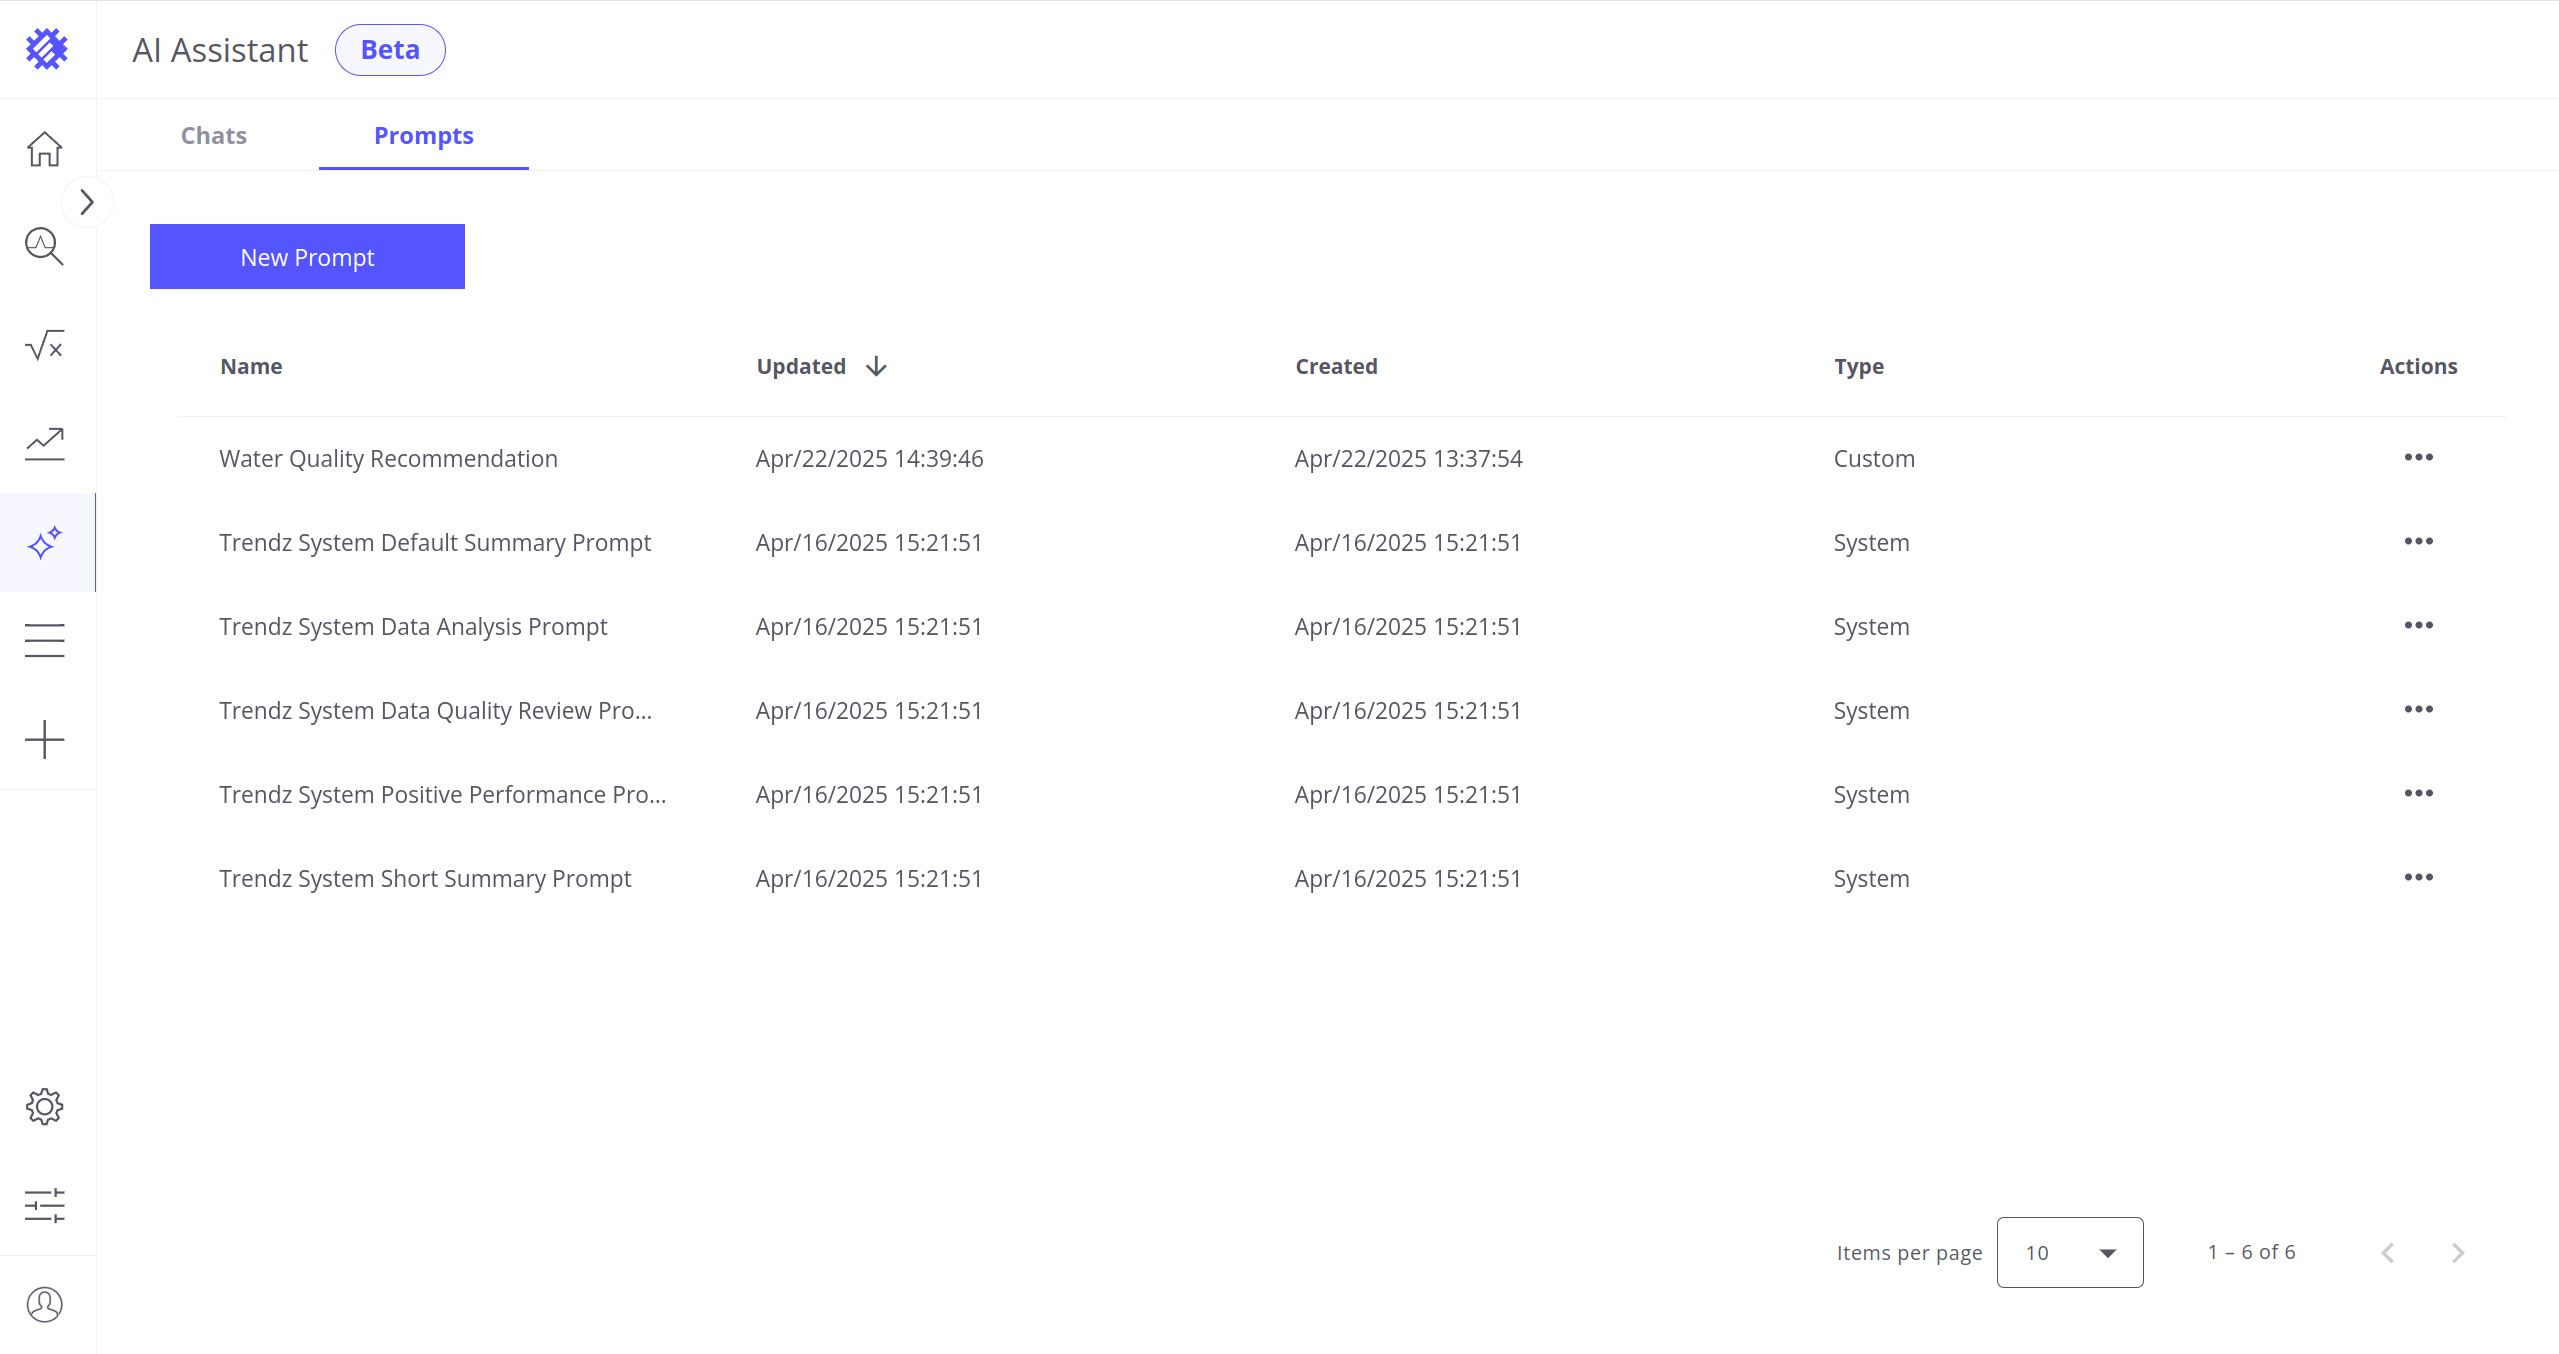 AI Assistant Beta
Chats Prompts
New Prompt
Name Updated Created Type Actions
Water Quality Recommendation Apr/22/2025 14:39:46 Apr/22/2025 13:37:54 Custom
Trendz System Default Summary Prompt Apr/16/2025 15:21:51 Apr/16/2025 15:21:51 System
Trendz System Data Analysis Prompt Apr/16/2025 15:21:51 Apr/16/2025 15:21:51 System
Trendz System Data Quality Review Pro... Apr/16/2025 15:21:51 Apr/16/2025 15:21:51 System
Trendz System Positive Performance Pro... Apr/16/2025 15:21:51 Apr/16/2025 15:21:51 System
Trendz System Short Summary Prompt Apr/16/2025 15:21:51 Apr/16/2025 15:21:51 System
Items per page 10 1 – 6 of 6